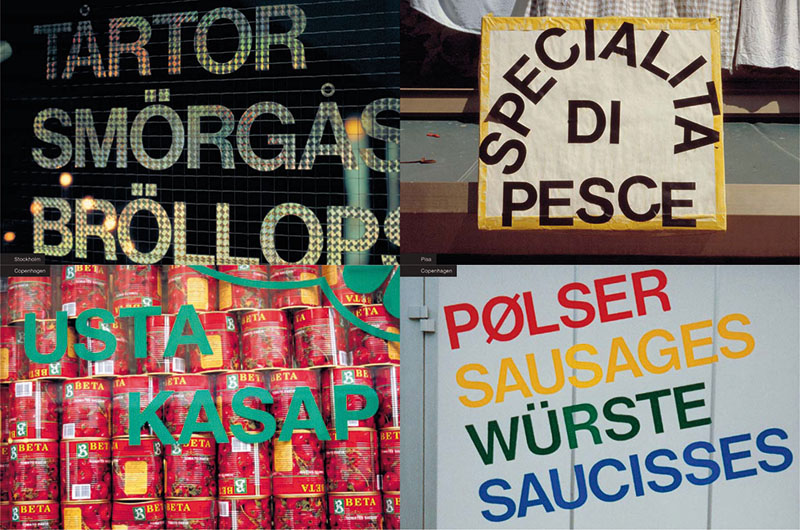 TÅRTOR
SMÖRGÅS
BRÖLLOPS
SPECIALITA
DI
PESCE
Stockholm
Copenhagen
Pisa
Copenhagen
USTA
KASAP
BETA
PØLSER
SAUSAGES
WÜRSTE
SAUCISSES